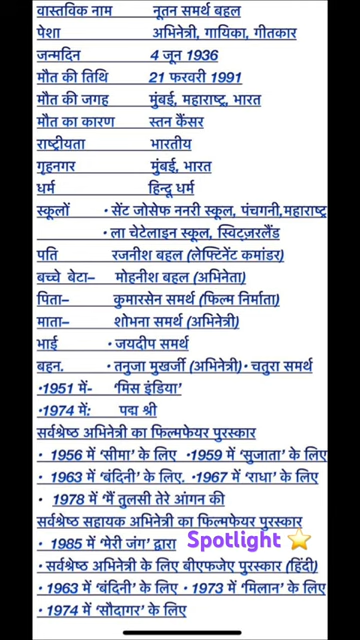 वास्तविक नाम नूतन समर्थ बहल
पेशा अभिनेत्री, गायिका, गीतकार
जन्मदिन 4 जून 1936
मौत की तिथि 21 फरवरी 1991
मौत की जगह मुंबई, महाराष्ट्र, भारत
मौत का कारण स्तन कैंसर
राष्ट्रीयता भारतीय
गृहनगर मुंबई, भारत
धर्म हिन्दू धर्म
स्कूलों • सेंट जोसेफ ननरी स्कूल, पंचगनी,महाराष्ट्र
• ला चेटेलाइन स्कूल, स्विट्ज़रलैंड
पति रजनीश बहल (लेफ्टिनेंट कमांडर)
बच्चे बेटा– मोहनीश बहल (अभिनेता)
पिता– कुमारसेन समर्थ (फिल्म निर्माता)
माता– शोभना समर्थ (अभिनेत्री)
भाई • जयदीप समर्थ
बहन. • तनुजा मुखर्जी (अभिनेत्री) • चतुरा समर्थ
•1951 में- ‘मिस इंडिया’
•1974 में: पद्म श्री
सर्वश्रेष्ठ अभिनेत्री का फिल्मफेयर पुरस्कार
• 1956 में ‘सीमा’ के लिए •1959 में ‘सुजाता’ के लिए
• 1963 में ‘बंदिनी’ के लिए. •1967 में ‘राधा’ के लिए
• 1978 में ‘मैं तुलसी तेरे आंगन की
सर्वश्रेष्ठ सहायक अभिनेत्री का फिल्मफेयर पुरस्कार
• 1985 में ‘मेरी जंग’ द्वारा Spotlight
• सर्वश्रेष्ठ अभिनेत्री के लिए बीएफजेए पुरस्कार (हिंदी)
•1963 में ‘बंदिनी’ के लिए • 1973 में ‘मिलान’ के लिए
• 1974 में ‘सौदागर’ के लिए